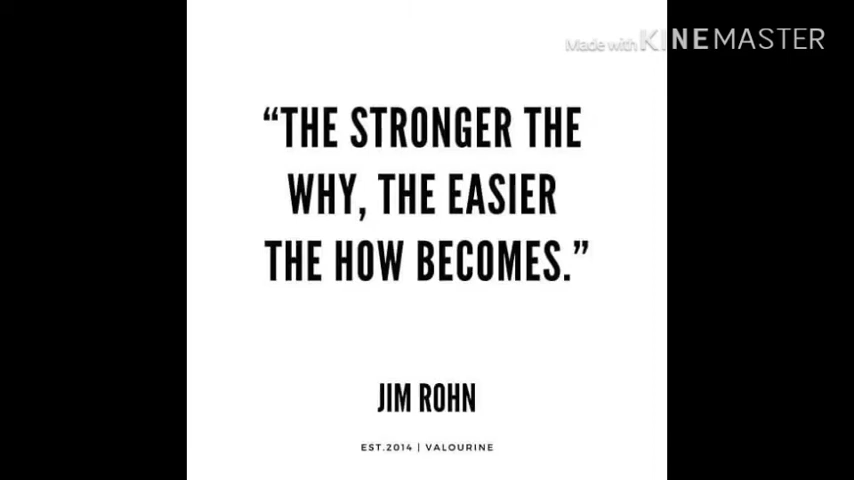 Made with KINEMASTER
“THE STRONGER THE
WHY, THE EASIER
THE HOW BECOMES.”
JIM ROHN
EST.2014 | VALOURINE